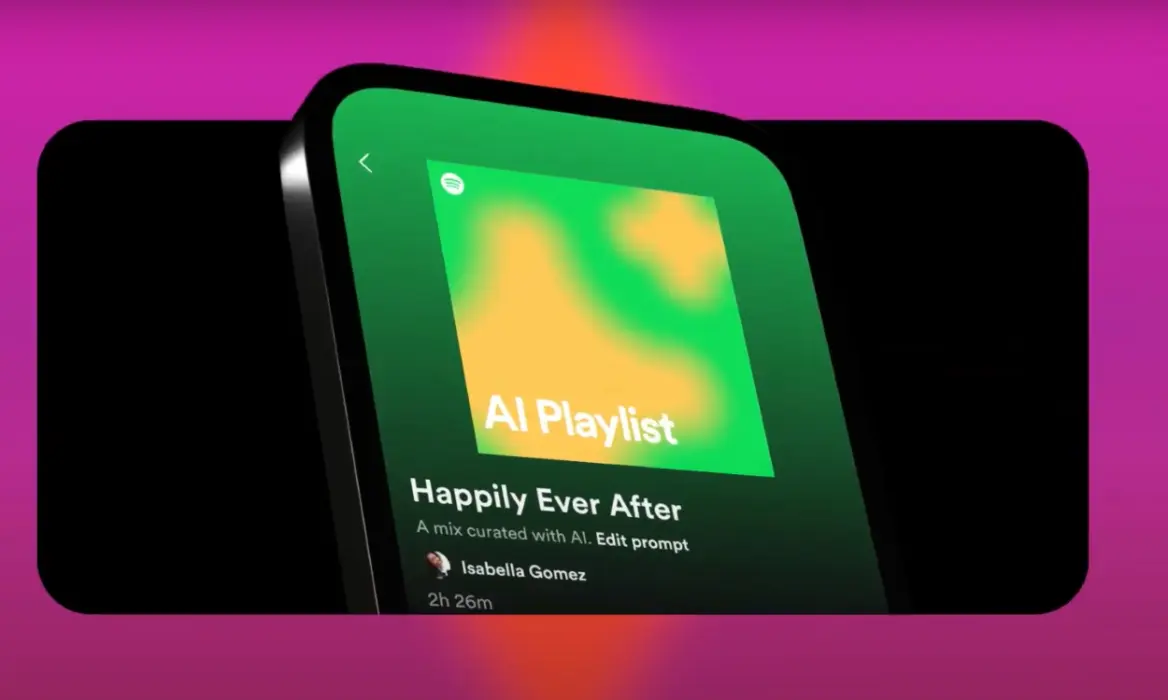 AI Playlist
Happily Ever After
A mix curated with AI. Edit prompt
Isabella Gomez
2h 26m